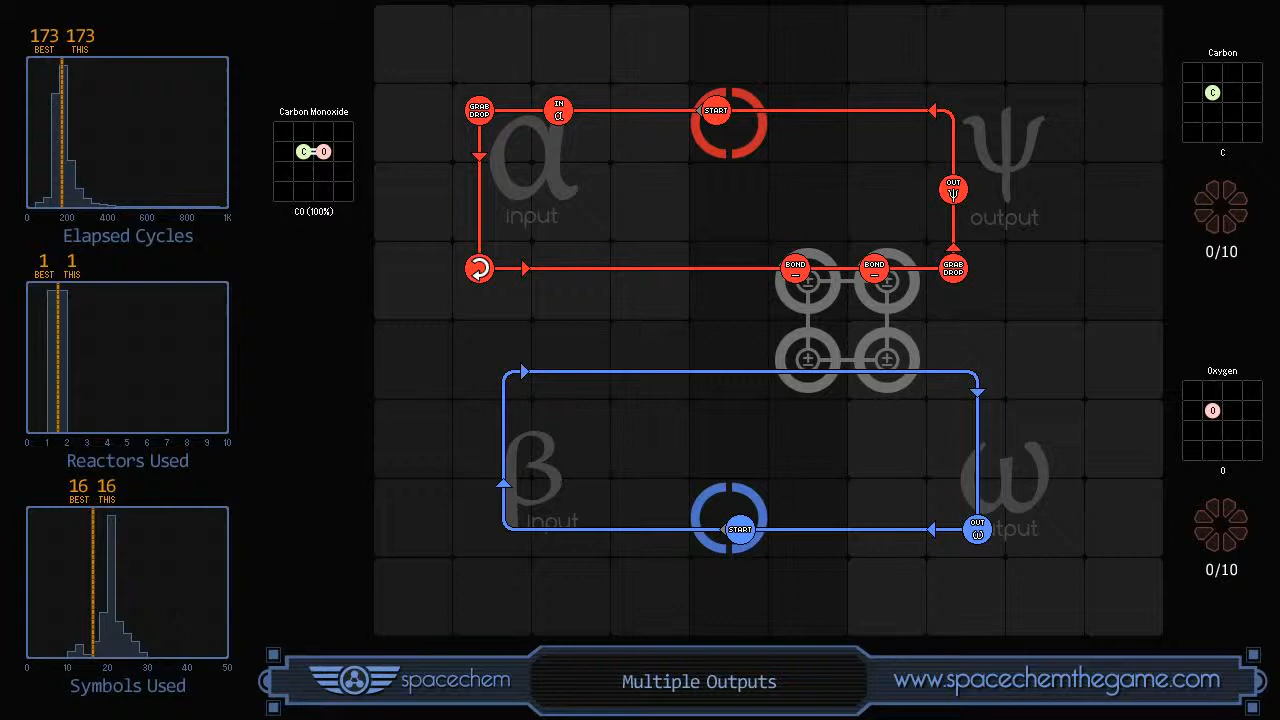 173 173
BEST THIS
0 200 400 600 800 1K
Elapsed Cycles
1 1
BEST THIS
0 1 2 3 4 5 6 7 8 9 10
Reactors Used
16 16
BEST THIS
0 10 20 30 40 50
Symbols Used
Carbon Monoxide
C=O
CO (100%)
GRAB DROP
IN α
START
α
input
ψ
OUT ψ
output
BOND −
BOND −
GRAB DROP
±
±
±
±
β
input
START
ω
OUT ω
output
Carbon
C
C
0/10
Oxygen
O
O
0/10
spacechem
Multiple Outputs
www.spacechemthegame.com